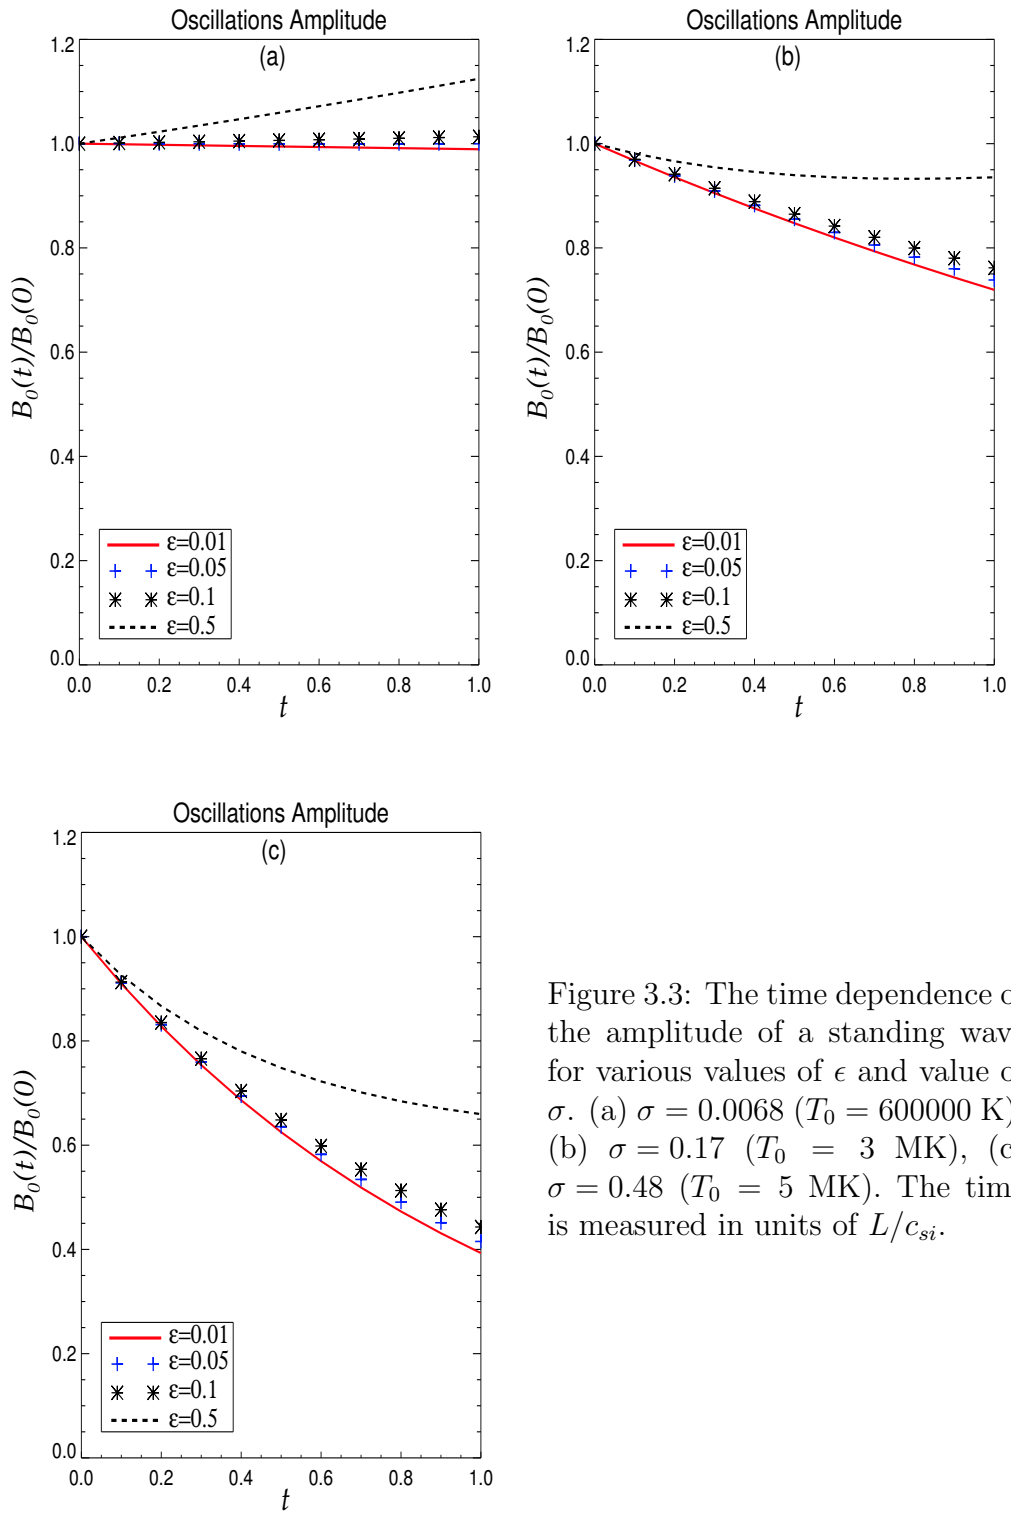 Oscillations Amplitude
(a)
1.2
1.0
0.8
0.6
0.4
0.2
0.0
B₀(t)/B₀(0)
ε=0.01
ε=0.05
ε=0.1
ε=0.5
0.0 0.2 0.4 0.6 0.8 1.0
t
Oscillations Amplitude
(b)
1.2
1.0
0.8
0.6
0.4
0.2
0.0
B₀(t)/B₀(0)
ε=0.01
ε=0.05
ε=0.1
ε=0.5
0.0 0.2 0.4 0.6 0.8 1.0
t
Oscillations Amplitude
(c)
1.2
1.0
0.8
0.6
0.4
0.2
0.0
B₀(t)/B₀(0)
ε=0.01
ε=0.05
ε=0.1
ε=0.5
0.0 0.2 0.4 0.6 0.8 1.0
t
Figure 3.3: The time dependence o
the amplitude of a standing wav
for various values of ϵ and value o
σ. (a) σ = 0.0068 (T₀ = 600000 K)
(b) σ = 0.17 (T₀ = 3 MK), (c
σ = 0.48 (T₀ = 5 MK). The tim
is measured in units of L/c_si.